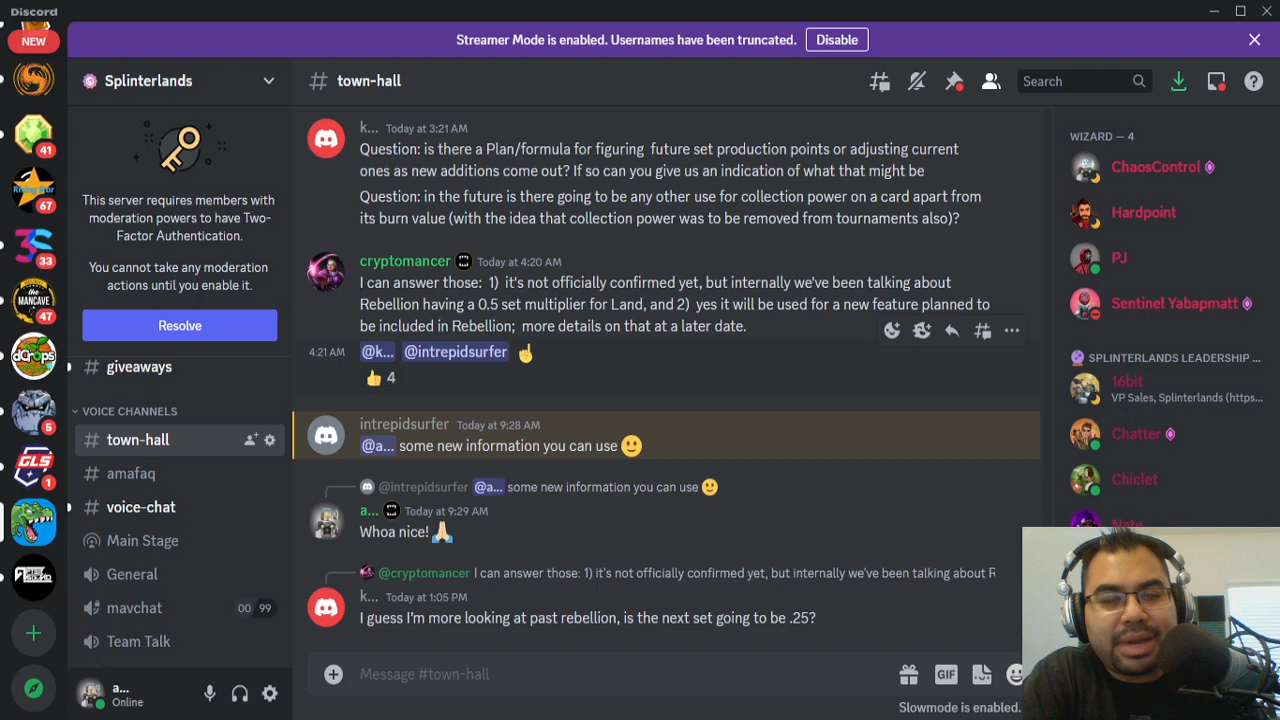 Discord
Streamer Mode is enabled. Usernames have been truncated.
Disable
NEW
41
67
33
THE MANCAVE
47
dCROPS
5
GLS
1
Splinterlands
This server requires members
with moderation powers to have Two-
Factor Authentication.
You cannot take any moderation
actions until you enable it.
Resolve
giveaways
VOICE CHANNELS
# town-hall
# amafaq
# voice-chat
Main Stage
General
mavchat
00 99
Team Talk
a...
Online
# town-hall
Search
k... Today at 3:21 AM
Question: is there a Plan/formula for figuring future set production points or adjusting current
ones as new additions come out? If so can you give us an indication of what that might be
Question: in the future is there going to be any other use for collection power on a card apart from
its burn value (with the idea that collection power was to be removed from tournaments also)?
cryptomancer Today at 4:20 AM
I can answer those: 1) it's not officially confirmed yet, but internally we've been talking about
Rebellion having a 0.5 set multiplier for Land, and 2) yes it will be used for a new feature planned to
be included in Rebellion; more details on that at a later date.
4:21 AM @k... @intrepidsurfer ☝
👍 4
intrepidsurfer Today at 9:28 AM
@a... some new information you can use 🙂
@intrepidsurfer @a... some new information you can use 🙂
a... Today at 9:29 AM
Whoa nice! 🙏
@cryptomancer I can answer those: 1) it's not officially confirmed yet, but internally we've been talking about R
k... Today at 1:05 PM
I guess I'm more looking at past rebellion, is the next set going to be .25?
Message #town-hall
GIF
Slowmode is enabled.
WIZARD — 4
ChaosControl
Hardpoint
PJ
Sentinel Yabapmatt
SPLINTERLANDS LEADERSHIP ...
16bit
VP Sales, Splinterlands (https...
Chatter
Chiclet
Nate